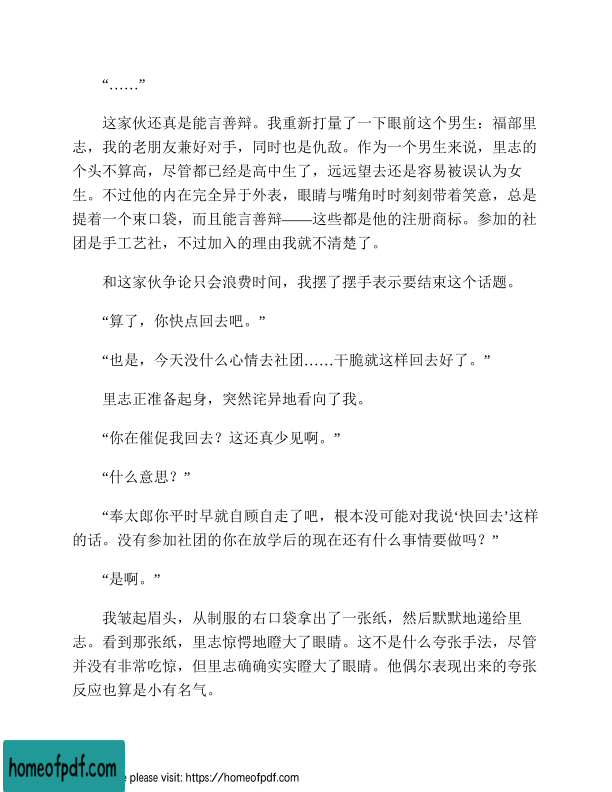 “……”
这家伙还真是能言善辩。我重新打量了一下眼前这个男生：福部里
志，我的老朋友兼好对手，同时也是仇敌。作为一个男生来说，里志的
个头不算高，尽管都已经是高中生了，远远望去还是容易被误认为女
生。不过他的内在完全异于外表，眼睛与嘴角时时刻刻带着笑意，总是
提着一个束口袋，而且能言善辩——这些都是他的注册商标。参加的社
团是手工艺社，不过加入的理由我就不清楚了。
和这家伙争论只会浪费时间，我摆了摆手表示要结束这个话题。
“算了，你快点回去吧。”
“也是，今天没什么心情去社团……干脆就这样回去好了。”
里志正准备起身，突然诧异地看向了我。
“你在催促我回去？这还真少见啊。”
“什么意思？”
“奉太郎你平时早就自顾自走了吧，根本没可能对我说‘快回去’这样
的话。没有参加社团的你在放学后的现在还有什么事情要做吗？”
“是啊。”
我皱起眉头，从制服的右口袋拿出了一张纸，然后默默地递给里
志。看到那张纸，里志惊愕地瞪大了眼睛。这不是什么夸张手法，尽管
并没有非常吃惊，但里志确确实实瞪大了眼睛。他偶尔表现出来的夸张
反应也算是小有名气。
homeofpdf.com
e please visit: https://homeofpdf.com